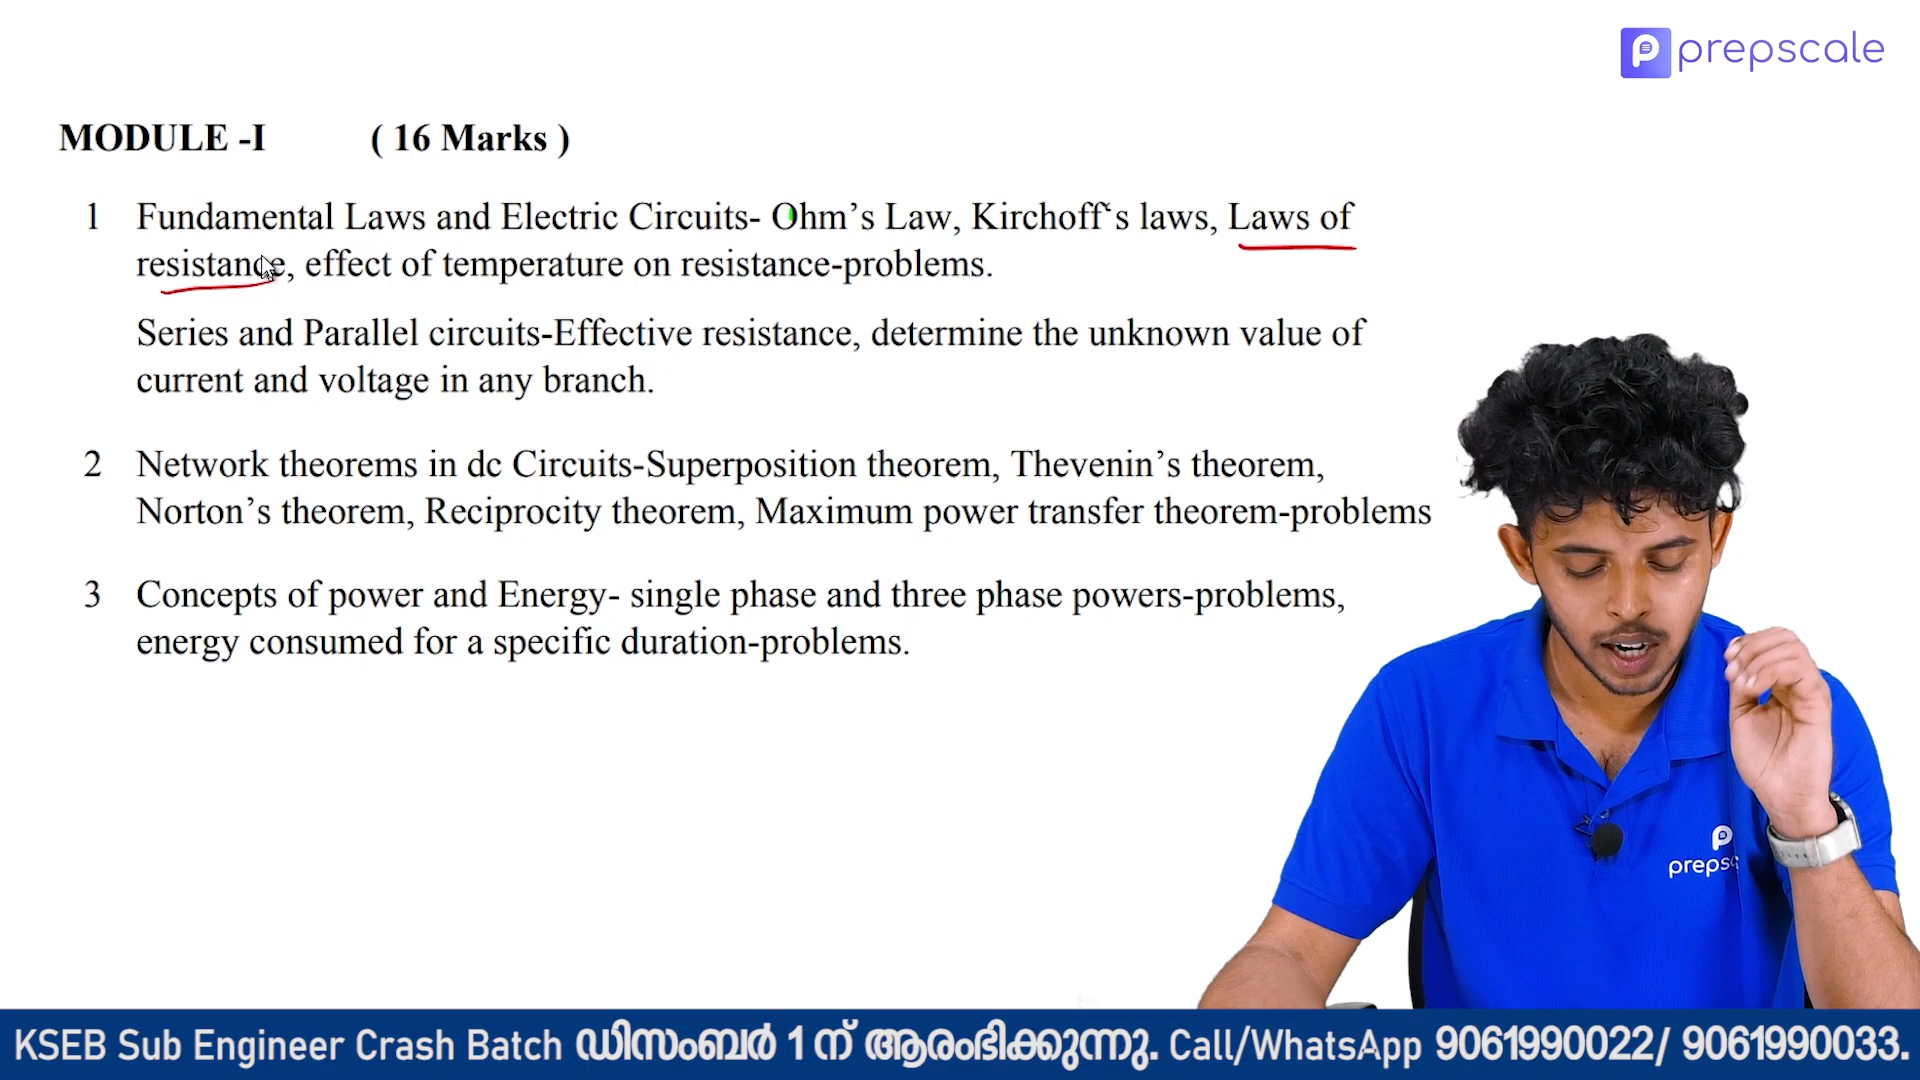 prepscale
MODULE -I ( 16 Marks )
1 Fundamental Laws and Electric Circuits- Ohm’s Law, Kirchoff‘s laws, Laws of
resistance, effect of temperature on resistance-problems.
Series and Parallel circuits-Effective resistance, determine the unknown value of
current and voltage in any branch.
2 Network theorems in dc Circuits-Superposition theorem, Thevenin’s theorem,
Norton’s theorem, Reciprocity theorem, Maximum power transfer theorem-problems
3 Concepts of power and Energy- single phase and three phase powers-problems,
energy consumed for a specific duration-problems.
KSEB Sub Engineer Crash Batch ഡിസംബർ 1 ന് ആരംഭിക്കുന്നു. Call/WhatsApp 9061990022/ 9061990033.